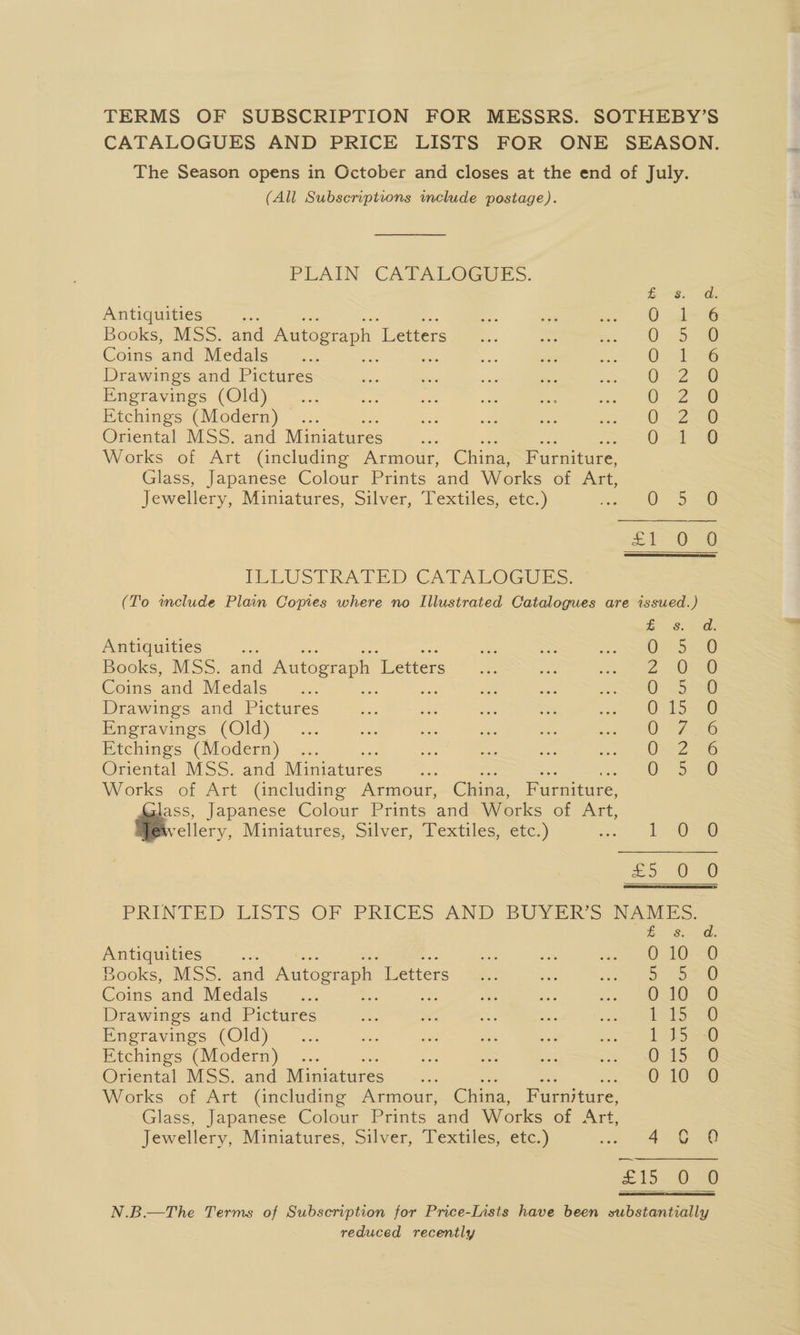 TERMS OF SUBSCRIPTION FOR MESSRS. SOTHEBY'S
CATALOGUES AND PRICE LISTS FOR ONE SEASON.
The Season opens in October and closes at the end of July.
(All Subscriptions include postage).
PLAIN CATALOGUES.
£ s. d.
Antiquities ... ... ... ... ... ... ... 0 1 6
Books, MSS. and Autograph Letters ... ... ... 0 5 0
Coins and Medals ... ... ... ... ... ... 0 1 6
Drawings and Pictures ... ... ... ... ... 0 2 0
Engravings (Old) ... ... ... ... ... ... 0 2 0
Etchings (Modern) ... ... ... ... ... ... 0 2 0
Oriental MSS. and Miniatures ... ... ... ... 0 1 0
Works of Art (including Armour, China, Furniture,
Glass, Japanese Colour Prints and Works of Art,
Jewellery, Miniatures, Silver, Textiles, etc.) ... 0 5 0
£1 0 0
ILLUSTRATED CATALOGUES.
(To include Plain Copies where no Illustrated Catalogues are issued.)
£ s. d.
Antiquities ... ... ... ... ... ... ... 0 5 0
Books, MSS. and Autograph Letters ... ... ... 2 0 0
Coins and Medals ... ... ... ... ... ... 0 5 0
Drawings and Pictures ... ... ... ... ... 0 15 0
Engravings (Old) ... ... ... ... ... ... 0 7 6
Etchings (Modern) ... ... ... ... ... ... 0 2 6
Oriental MSS. and Miniatures ... ... ... ... 0 5 0
Works of Art (including Armour, China, Furniture,
Glass, Japanese Colour Prints and Works of Art,
Jewellery, Miniatures, Silver, Textiles, etc.) ... 1 0 0
£5 0 0
PRINTED LISTS OF PRICES AND BUYER'S NAMES.
£ s. d.
Antiquities ... ... ... ... ... ... ... 0 10 0
Books, MSS. and Autograph Letters ... ... ... 5 5 0
Coins and Medals ... ... ... ... ... ... 0 10 0
Drawings and Pictures ... ... ... ... ... 1 15 0
Engravings (Old) ... ... ... ... ... ... 1 15 0
Etchings (Modern) ... ... ... ... ... ... 0 15 0
Oriental MSS. and Miniatures ... ... ... ... 0 10 0
Works of Art (including Armour, China, Furniture,
Glass, Japanese Colour Prints and Works of Art,
Jewellery, Miniatures, Silver, Textiles, etc.) ... 4 0 0
£15 0 0
N.B.—The Terms of Subscription for Price-Lists have been substantially
reduced recently